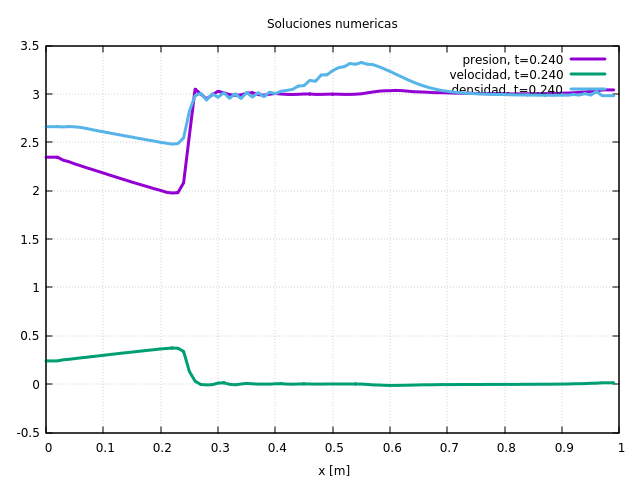 Soluciones numericas
presion, t=0.240
velocidad, t=0.240
densidad, t=0.240
3.5
3
2.5
2
1.5
1
0.5
0
-0.5
0 0.1 0.2 0.3 0.4 0.5 0.6 0.7 0.8 0.9 1
x [m]